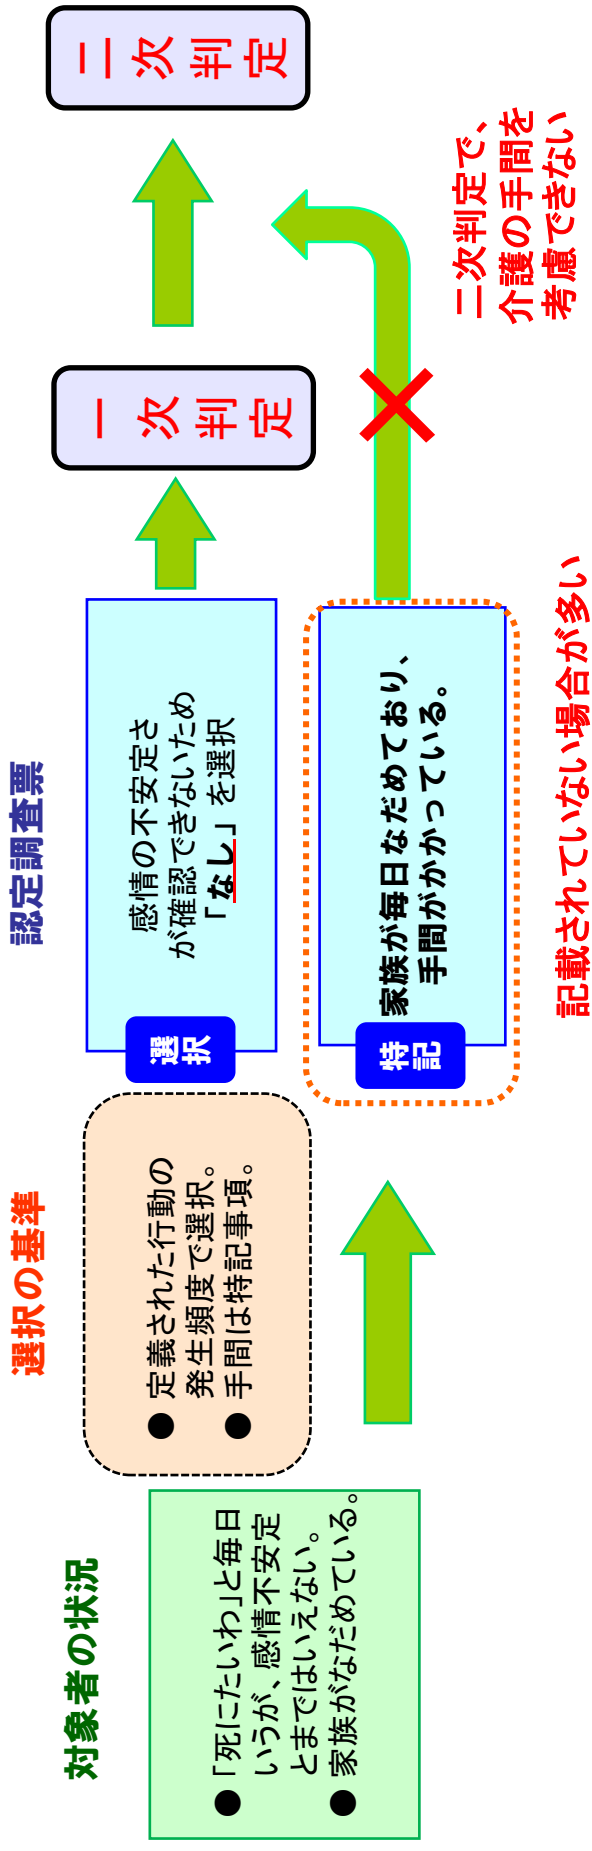 対象者の状況
●「死にたいわ」と毎日
いうが、感情不安定
とまではいえない。
●家族がなだめている。
選択の基準
●定義された行動の
発生頻度で選択。
●手間は特記事項。
認定調査票
選択
感情の不安定さ
が確認できないため
「なし」を選択
特記
家族が毎日なだめており、
手間がかかっている。
記載されていない場合が多い
一次判定
二次判定
二次判定で、
介護の手間を
考慮できない